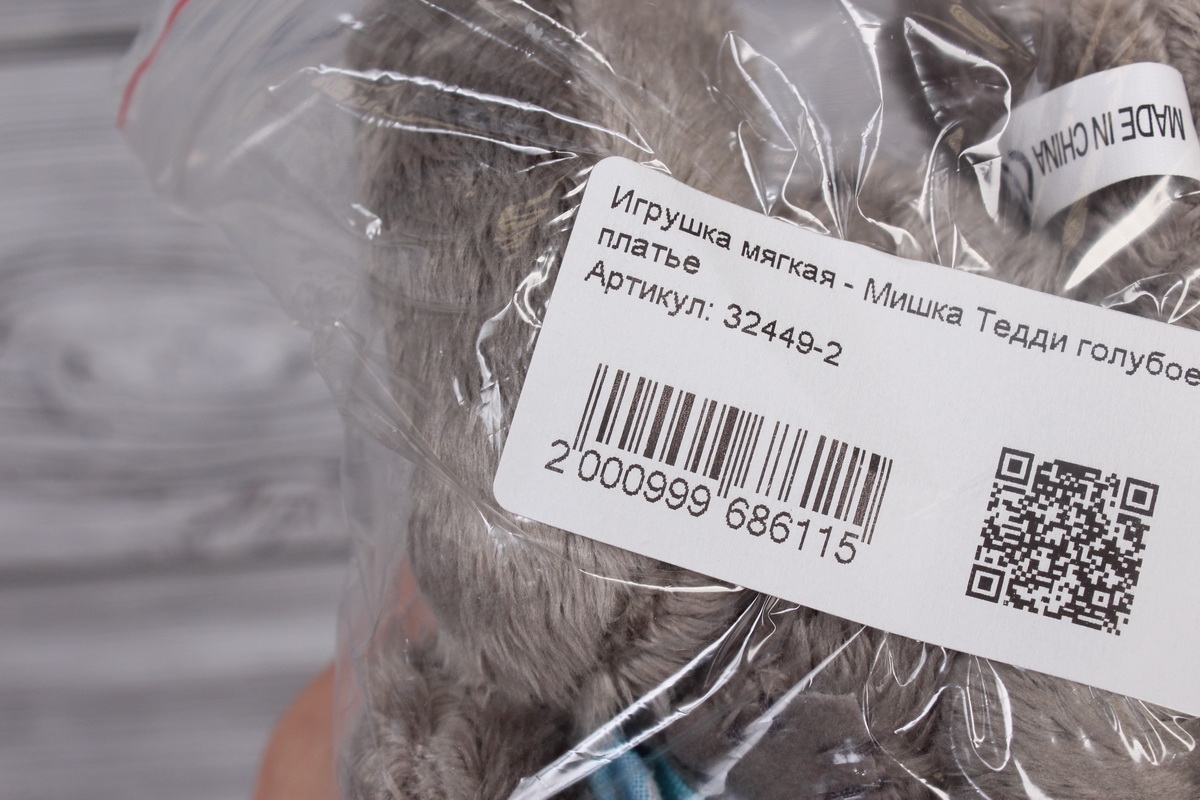 MADE IN CHINA
Игрушка мягкая - Мишка Тедди голубое
платье
Артикул: 32449-2
2 000999 686115